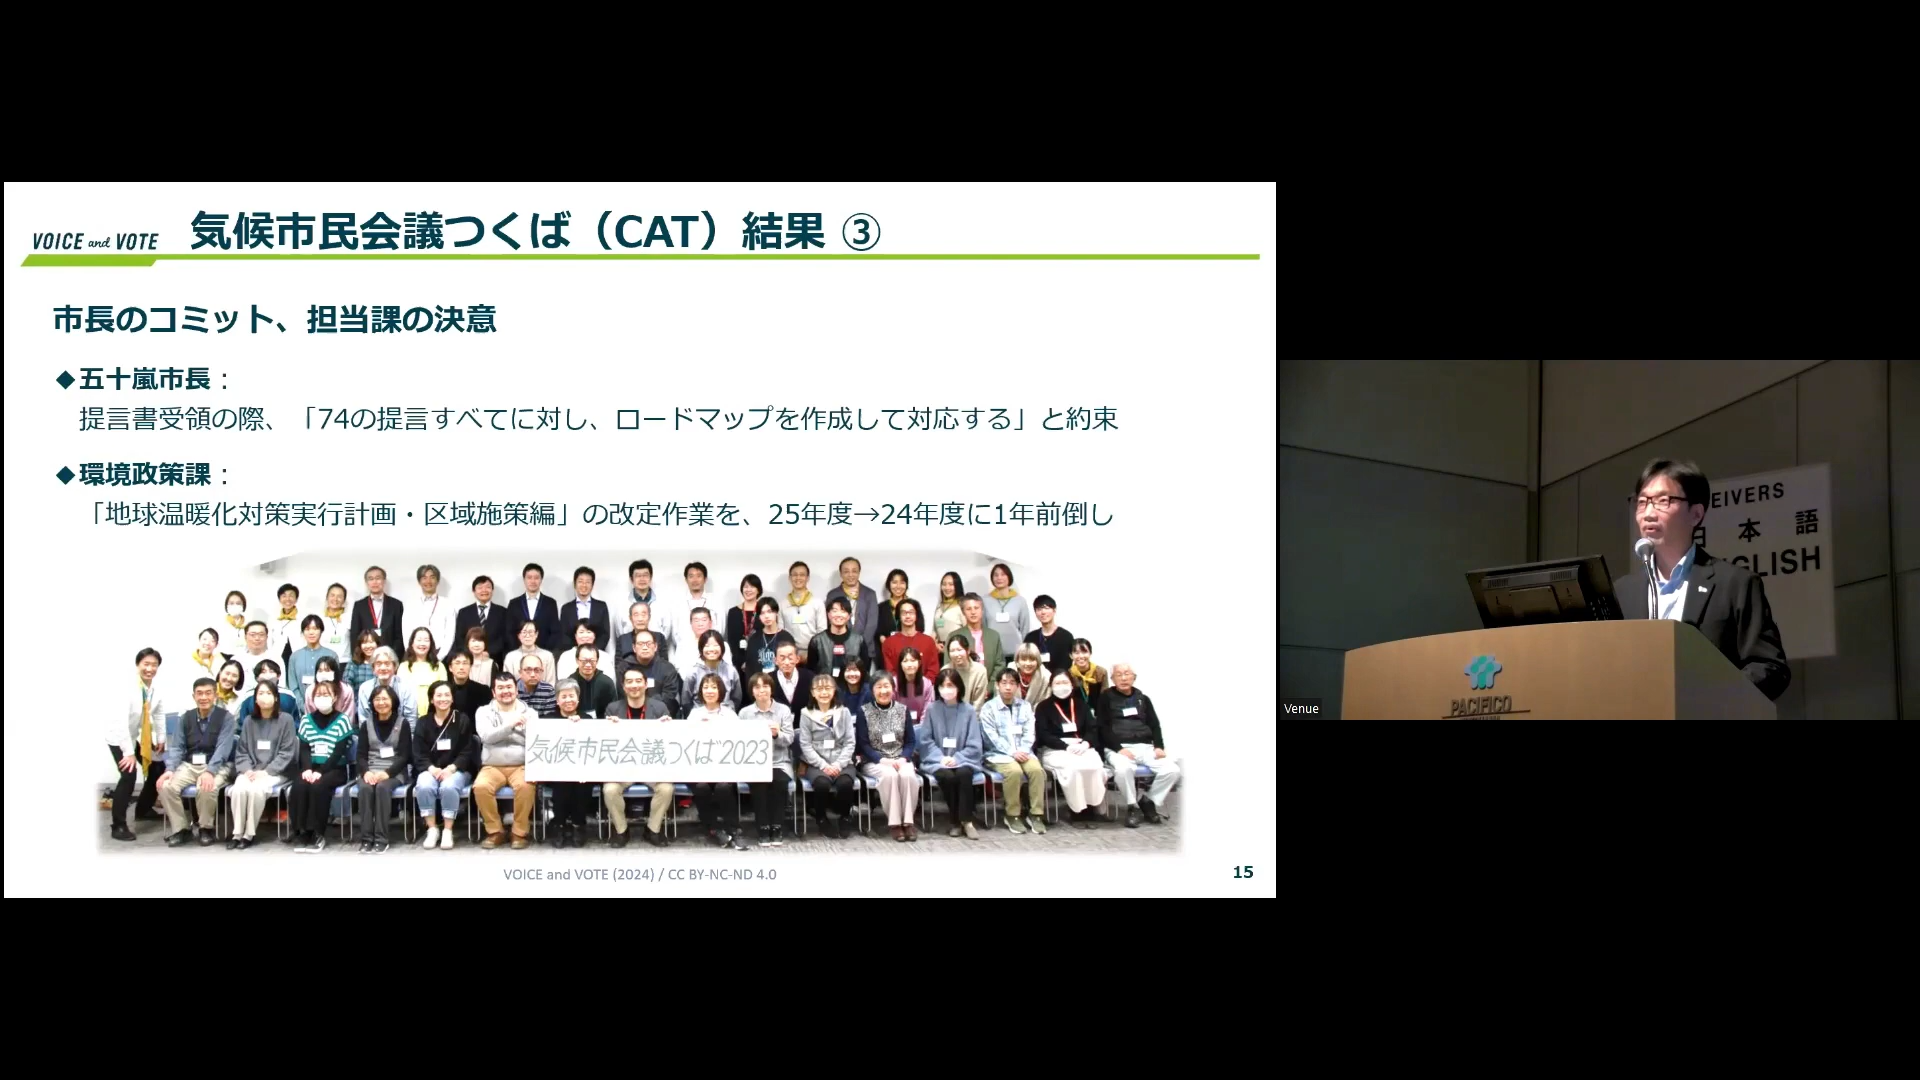 VOICE and VOTE
気候市民会議つくば（CAT）結果 ③
市長のコミット、担当課の決意
◆五十嵐市長：
提言書受領の際、「74の提言すべてに対し、ロードマップを作成して対応する」と約束
◆環境政策課：
「地球温暖化対策実行計画・区域施策編」の改定作業を、25年度→24年度に1年前倒し
気候市民会議つくば2023
VOICE and VOTE (2024) / CC BY-NC-ND 4.0
15
EIVERS
日本語
GLISH
PACIFICO
Venue